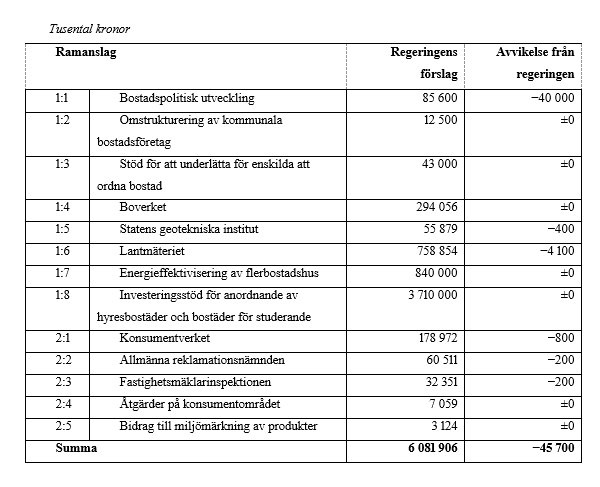 Tusental kronor
Ramanslag Regeringens Avvikelse från
förslag regeringen
1:1 Bostadspolitisk utveckling 85 600 −40 000
1:2 Omstrukturering av kommunala 12 500 ±0
bostadsföretag
1:3 Stöd för att underlätta för enskilda att 43 000 ±0
ordna bostad
1:4 Boverket 294 056 ±0
1:5 Statens geotekniska institut 55 879 −400
1:6 Lantmäteriet 758 854 −4 100
1:7 Energieffektivisering av flerbostadshus 840 000 ±0
1:8 Investeringsstöd för anordnande av 3 710 000 ±0
hyresbostäder och bostäder för studerande
2:1 Konsumentverket 178 972 −800
2:2 Allmänna reklamationsnämnden 60 511 −200
2:3 Fastighetsmäklarinspektionen 32 351 −200
2:4 Åtgärder på konsumentområdet 7 059 ±0
2:5 Bidrag till miljömärkning av produkter 3 124 ±0
Summa 6 081 906 −45 700